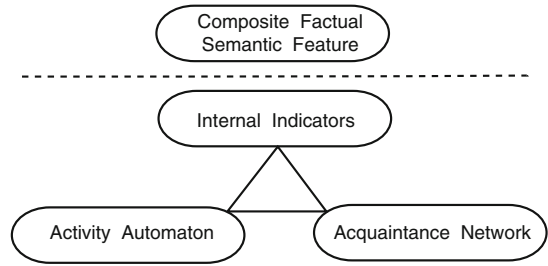 Composite Factual
Semantic Feature
Internal Indicators
Activity Automaton
Acquaintance Network